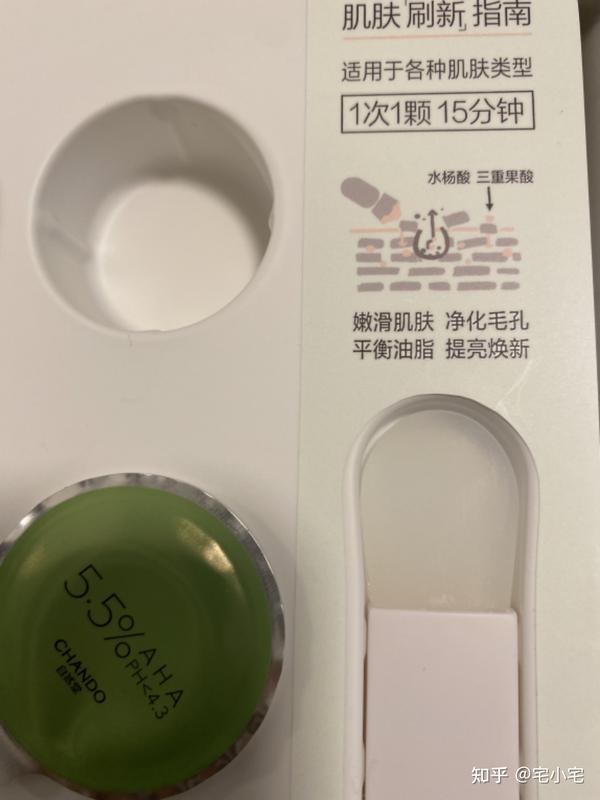 肌肤「刷新」指南
适用于各种肌肤类型
1次1颗 15分钟
水杨酸 三重果酸
嫩滑肌肤 净化毛孔
平衡油脂 提亮焕新
5.5%AHA
PH<4.3
CHANDO
自然堂
知乎 @宅小宅